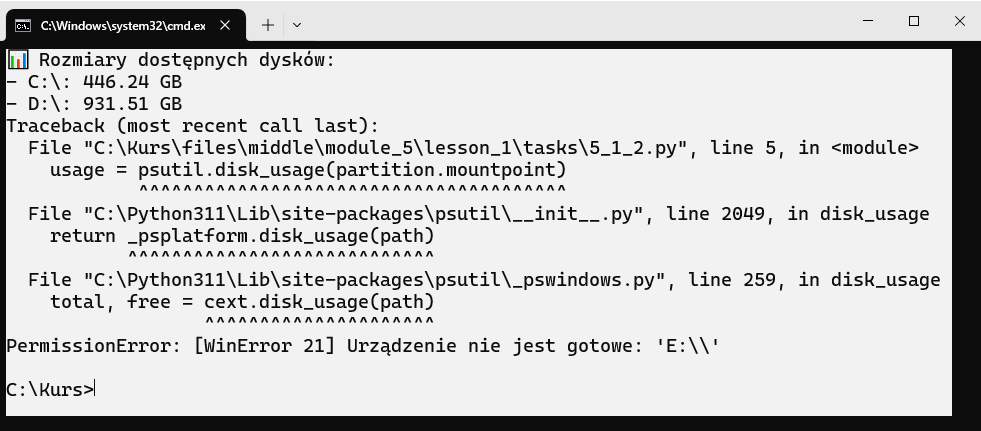 C:\Windows\system32\cmd.ex
📊 Rozmiary dostępnych dysków:
- C:\: 446.24 GB
- D:\: 931.51 GB
Traceback (most recent call last):
  File "C:\Kurs\files\middle\module_5\lesson_1\tasks\5_1_2.py", line 5, in <module>
    usage = psutil.disk_usage(partition.mountpoint)
            ^^^^^^^^^^^^^^^^^^^^^^^^^^^^^^^^^^^^^^^
  File "C:\Python311\Lib\site-packages\psutil\__init__.py", line 2049, in disk_usage
    return _psplatform.disk_usage(path)
           ^^^^^^^^^^^^^^^^^^^^^^^^^^^^
  File "C:\Python311\Lib\site-packages\psutil\_pswindows.py", line 259, in disk_usage
    total, free = cext.disk_usage(path)
                  ^^^^^^^^^^^^^^^^^^^^^
PermissionError: [WinError 21] Urządzenie nie jest gotowe: 'E:\\'
C:\Kurs>